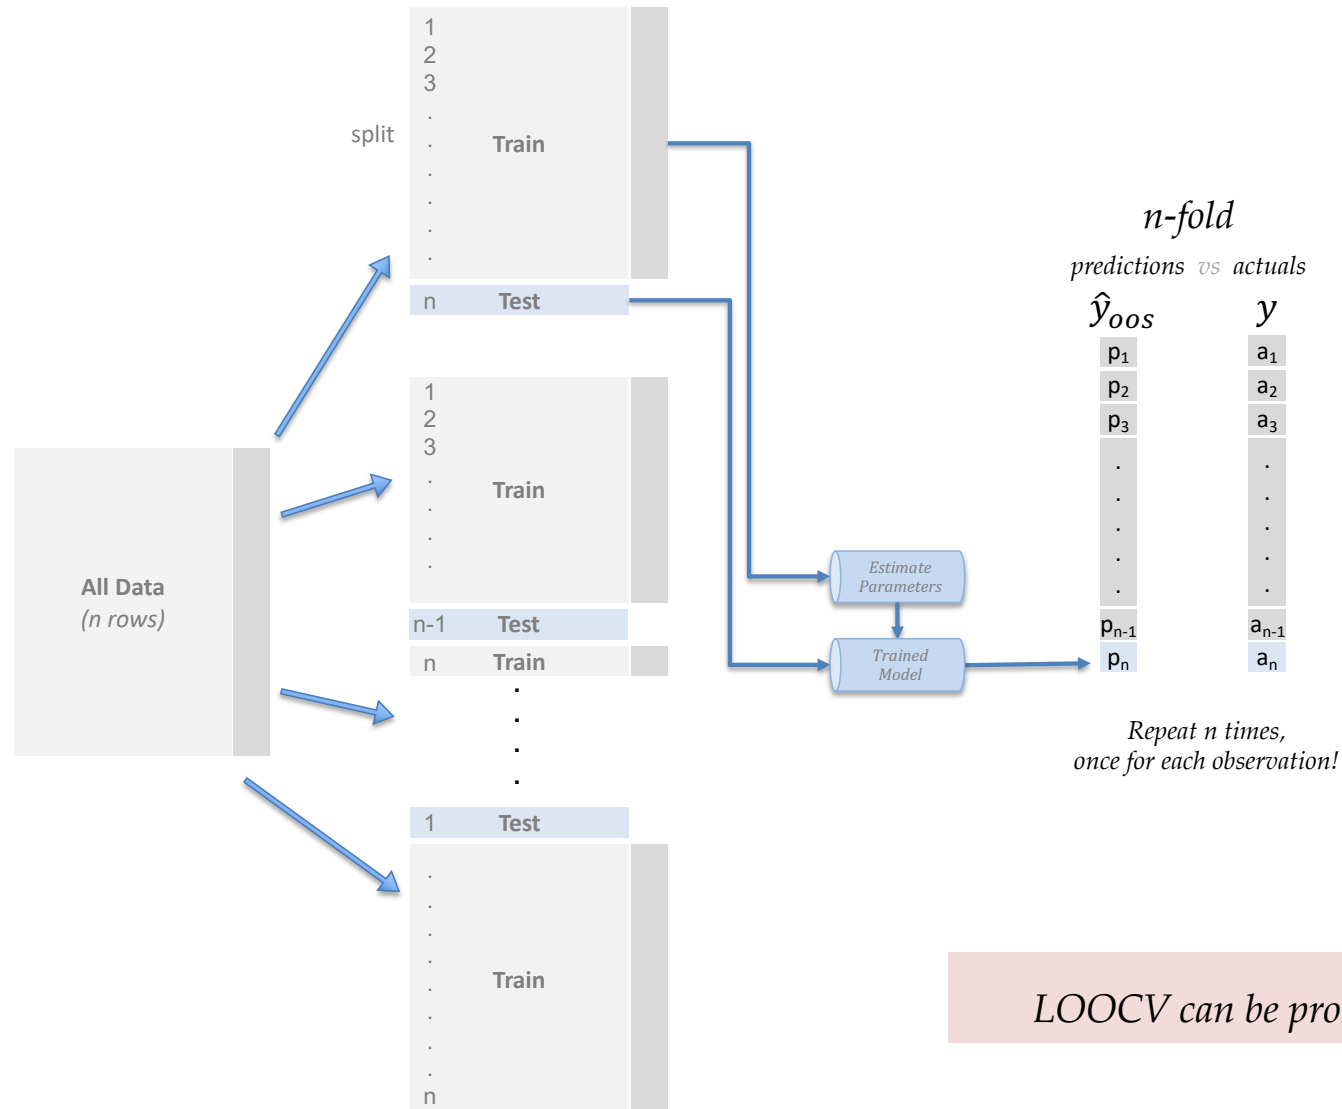 1
2
3
.
split
.
Train
.
.
.
.
n Test
1
2
3
.
Train
.
.
.
n-1 Test
n Train
.
.
.
.
1 Test
.
.
.
.
Train
.
.
.
.
n
All Data
(n rows)
Estimate
Parameters
Trained
Model
n-fold
predictions vs actuals
ŷₒₒₛ y
p₁ a₁
p₂ a₂
p₃ a₃
. .
. .
. .
. .
. .
pₙ₋₁ aₙ₋₁
pₙ aₙ
Repeat n times,
once for each observation!
LOOCV can be pro